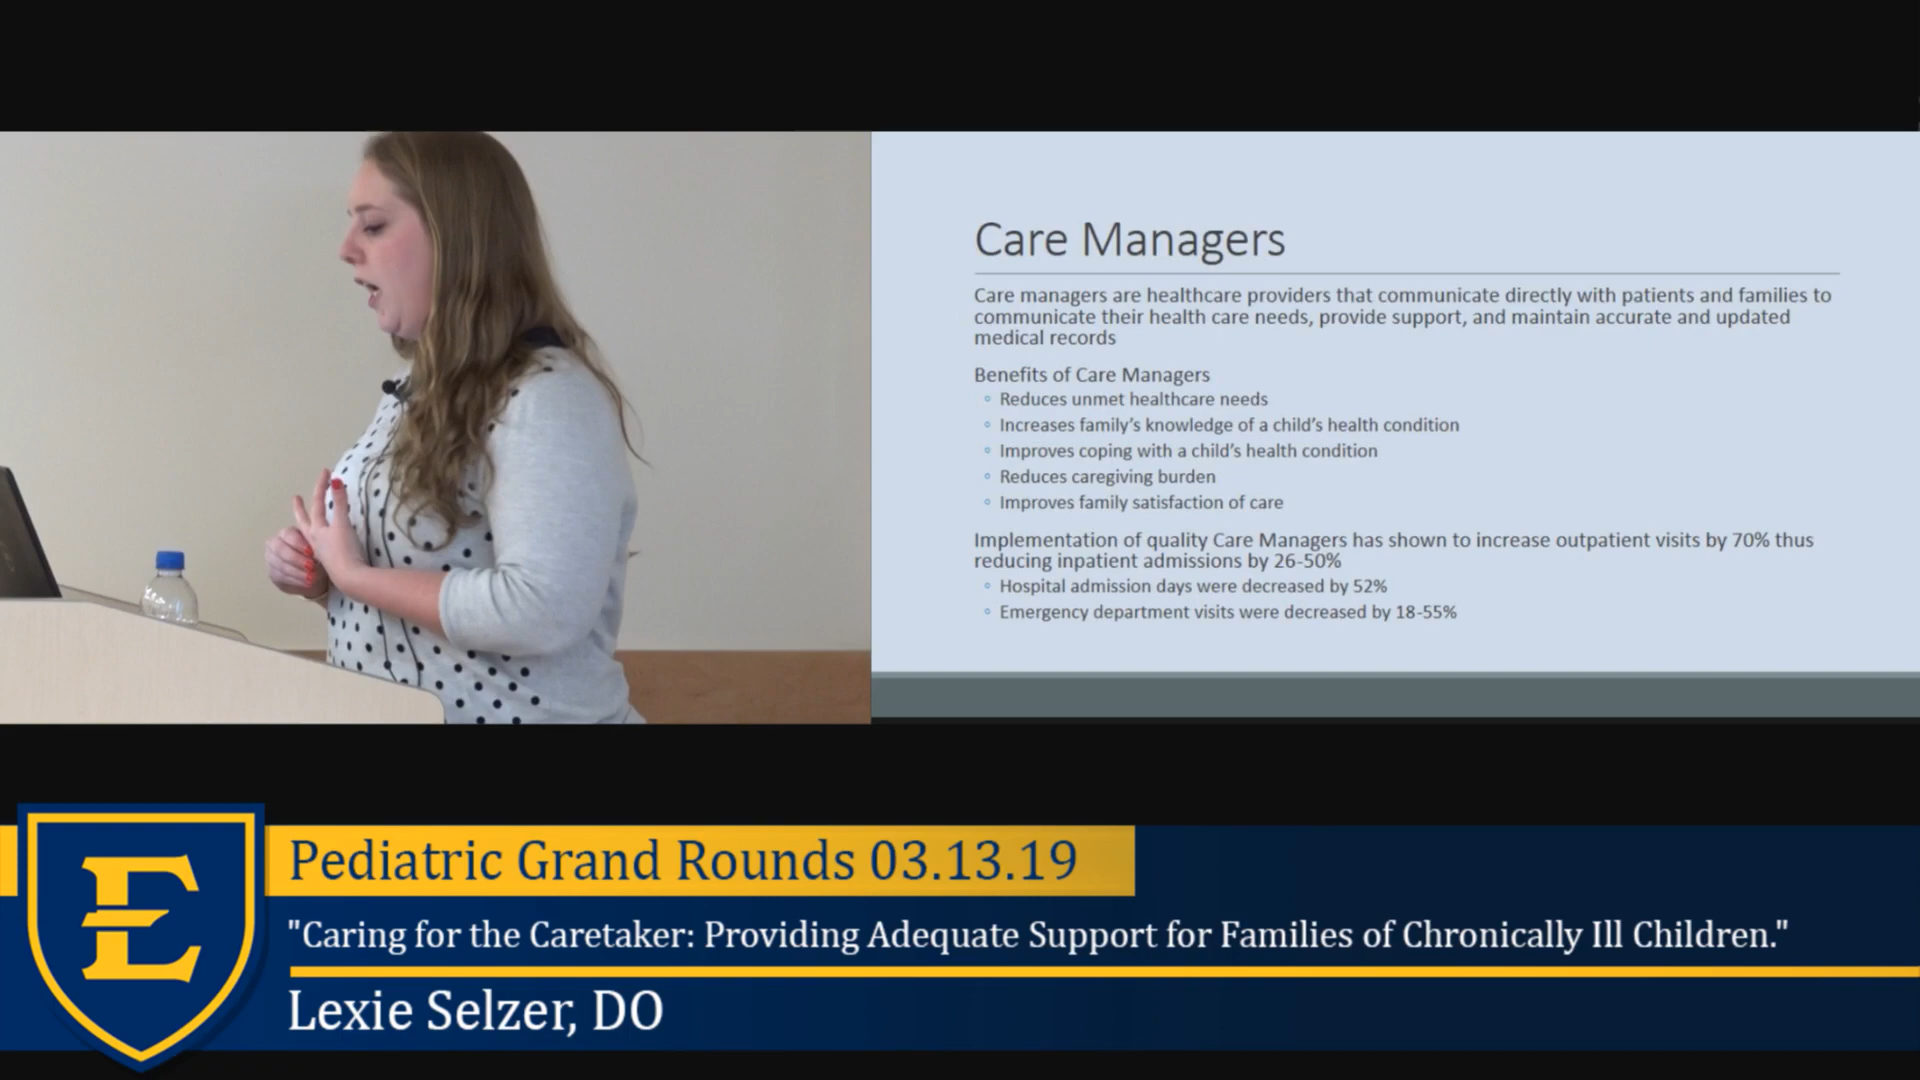 Care Managers
Care managers are healthcare providers that communicate directly with patients and families to
communicate their health care needs, provide support, and maintain accurate and updated
medical records
Benefits of Care Managers
◦ Reduces unmet healthcare needs
◦ Increases family’s knowledge of a child’s health condition
◦ Improves coping with a child’s health condition
◦ Reduces caregiving burden
◦ Improves family satisfaction of care
Implementation of quality Care Managers has shown to increase outpatient visits by 70% thus
reducing inpatient admissions by 26-50%
◦ Hospital admission days were decreased by 52%
◦ Emergency department visits were decreased by 18-55%
E
Pediatric Grand Rounds 03.13.19
"Caring for the Caretaker: Providing Adequate Support for Families of Chronically Ill Children."
Lexie Selzer, DO